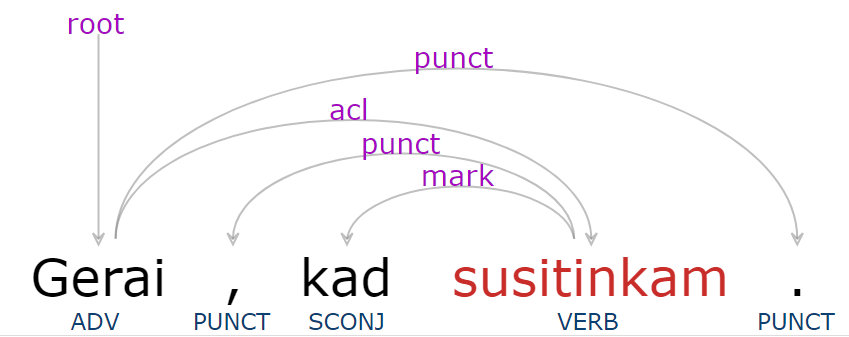 root
punct
acl
punct
mark
Gerai , kad susitinkam .
ADV PUNCT SCONJ VERB PUNCT